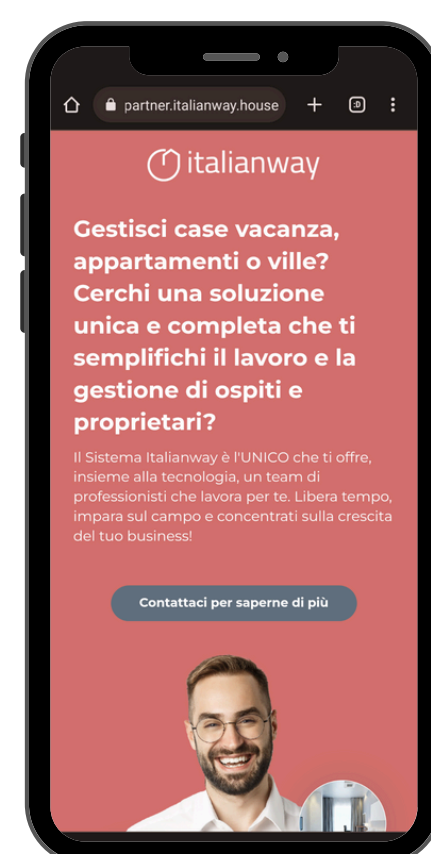 partner.italianway.house
:D
italianway
Gestisci case vacanza,
appartamenti o ville?
Cerchi una soluzione
unica e completa che ti
semplifichi il lavoro e la
gestione di ospiti e
proprietari?
Il Sistema Italianway è l'UNICO che ti offre,
insieme alla tecnologia, un team di
professionisti che lavora per te. Libera tempo,
impara sul campo e concentrati sulla crescita
del tuo business!
Contattaci per saperne di più